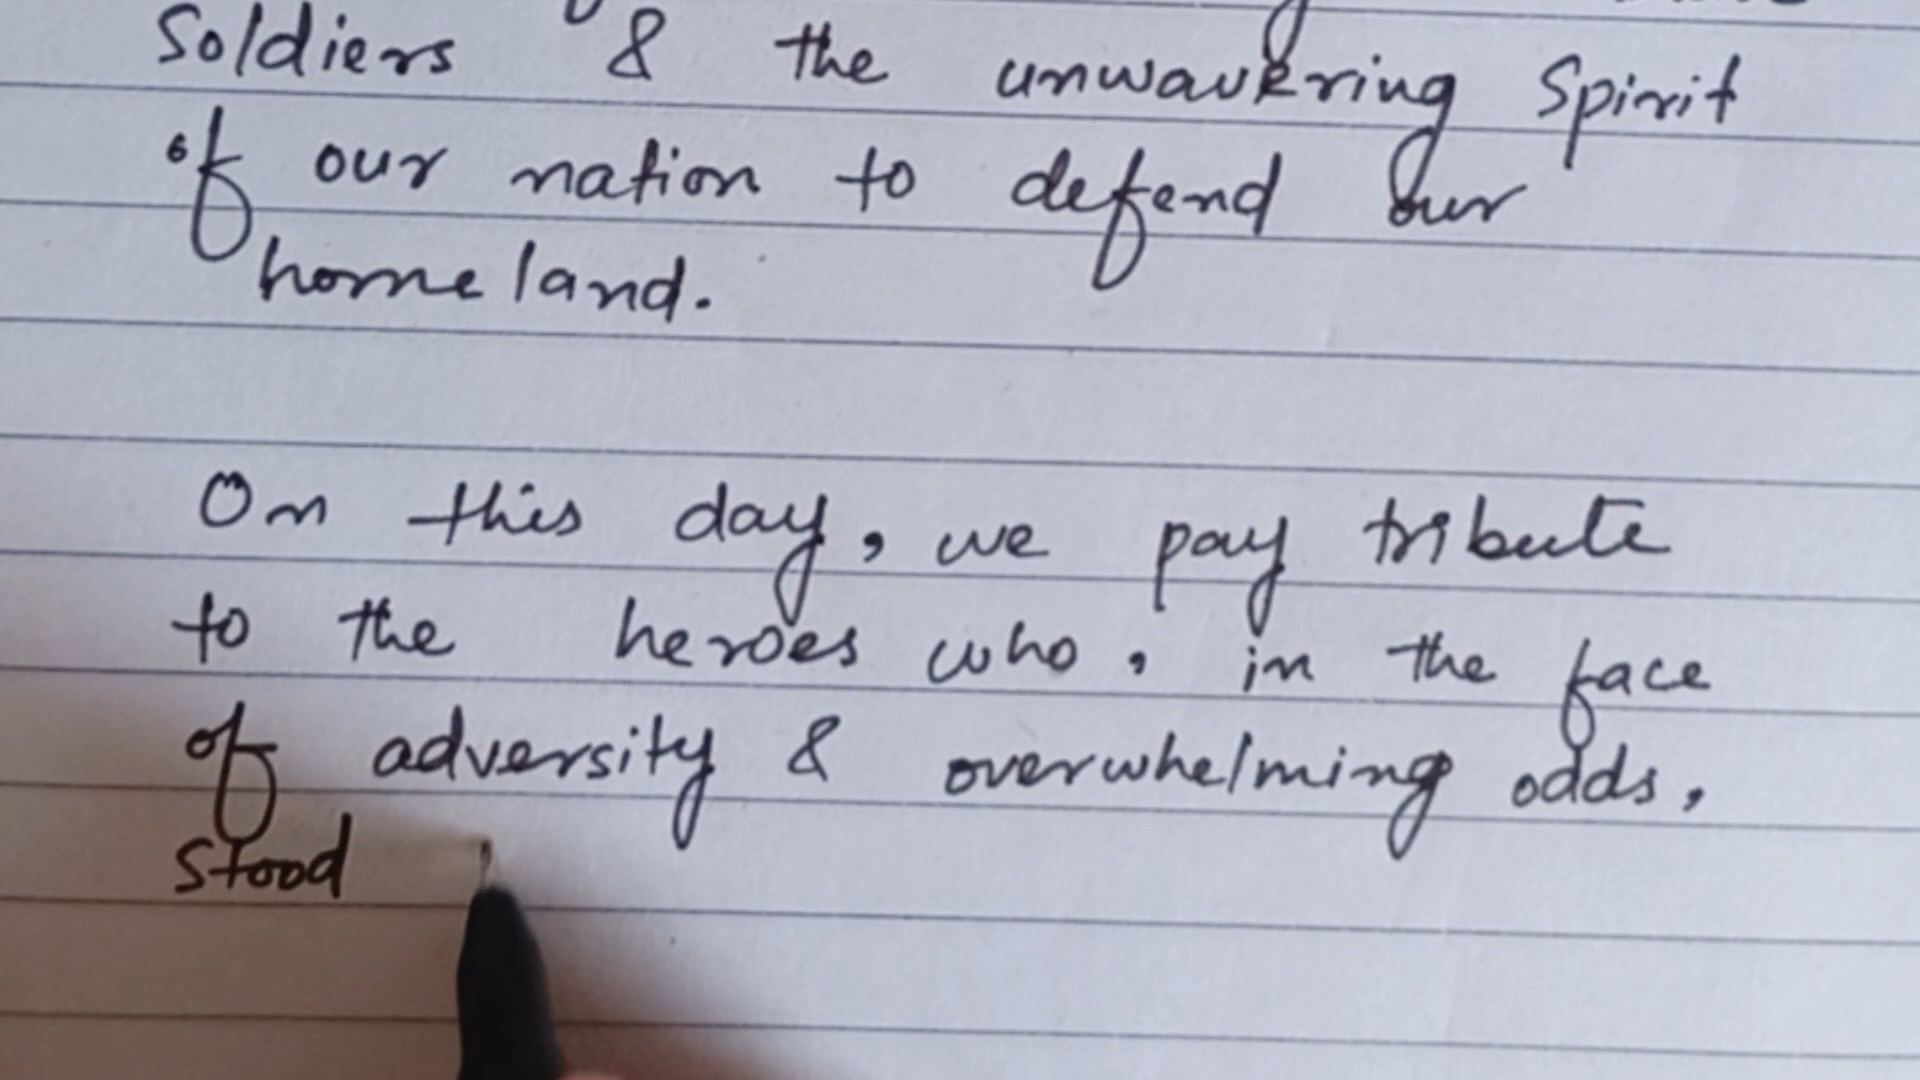 Soldiers & the unwavering Spirit
of our nation to defend our
homeland.
On this day, we pay tribute
to the heroes who, in the face
of adversity & overwhelming odds,
stood